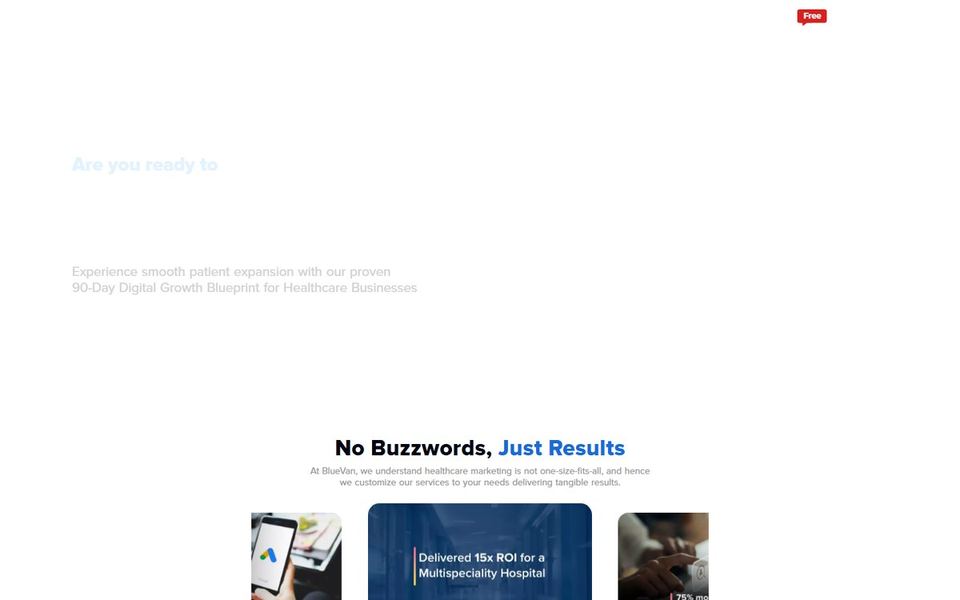 Free
Are you ready to
Experience smooth patient expansion with our proven
90-Day Digital Growth Blueprint for Healthcare Businesses
No Buzzwords, Just Results
At BlueVan, we understand healthcare marketing is not one-size-fits-all, and hence
we customize our services to your needs delivering tangible results.
Delivered 15x ROI for a
Multispeciality Hospital
75% mo